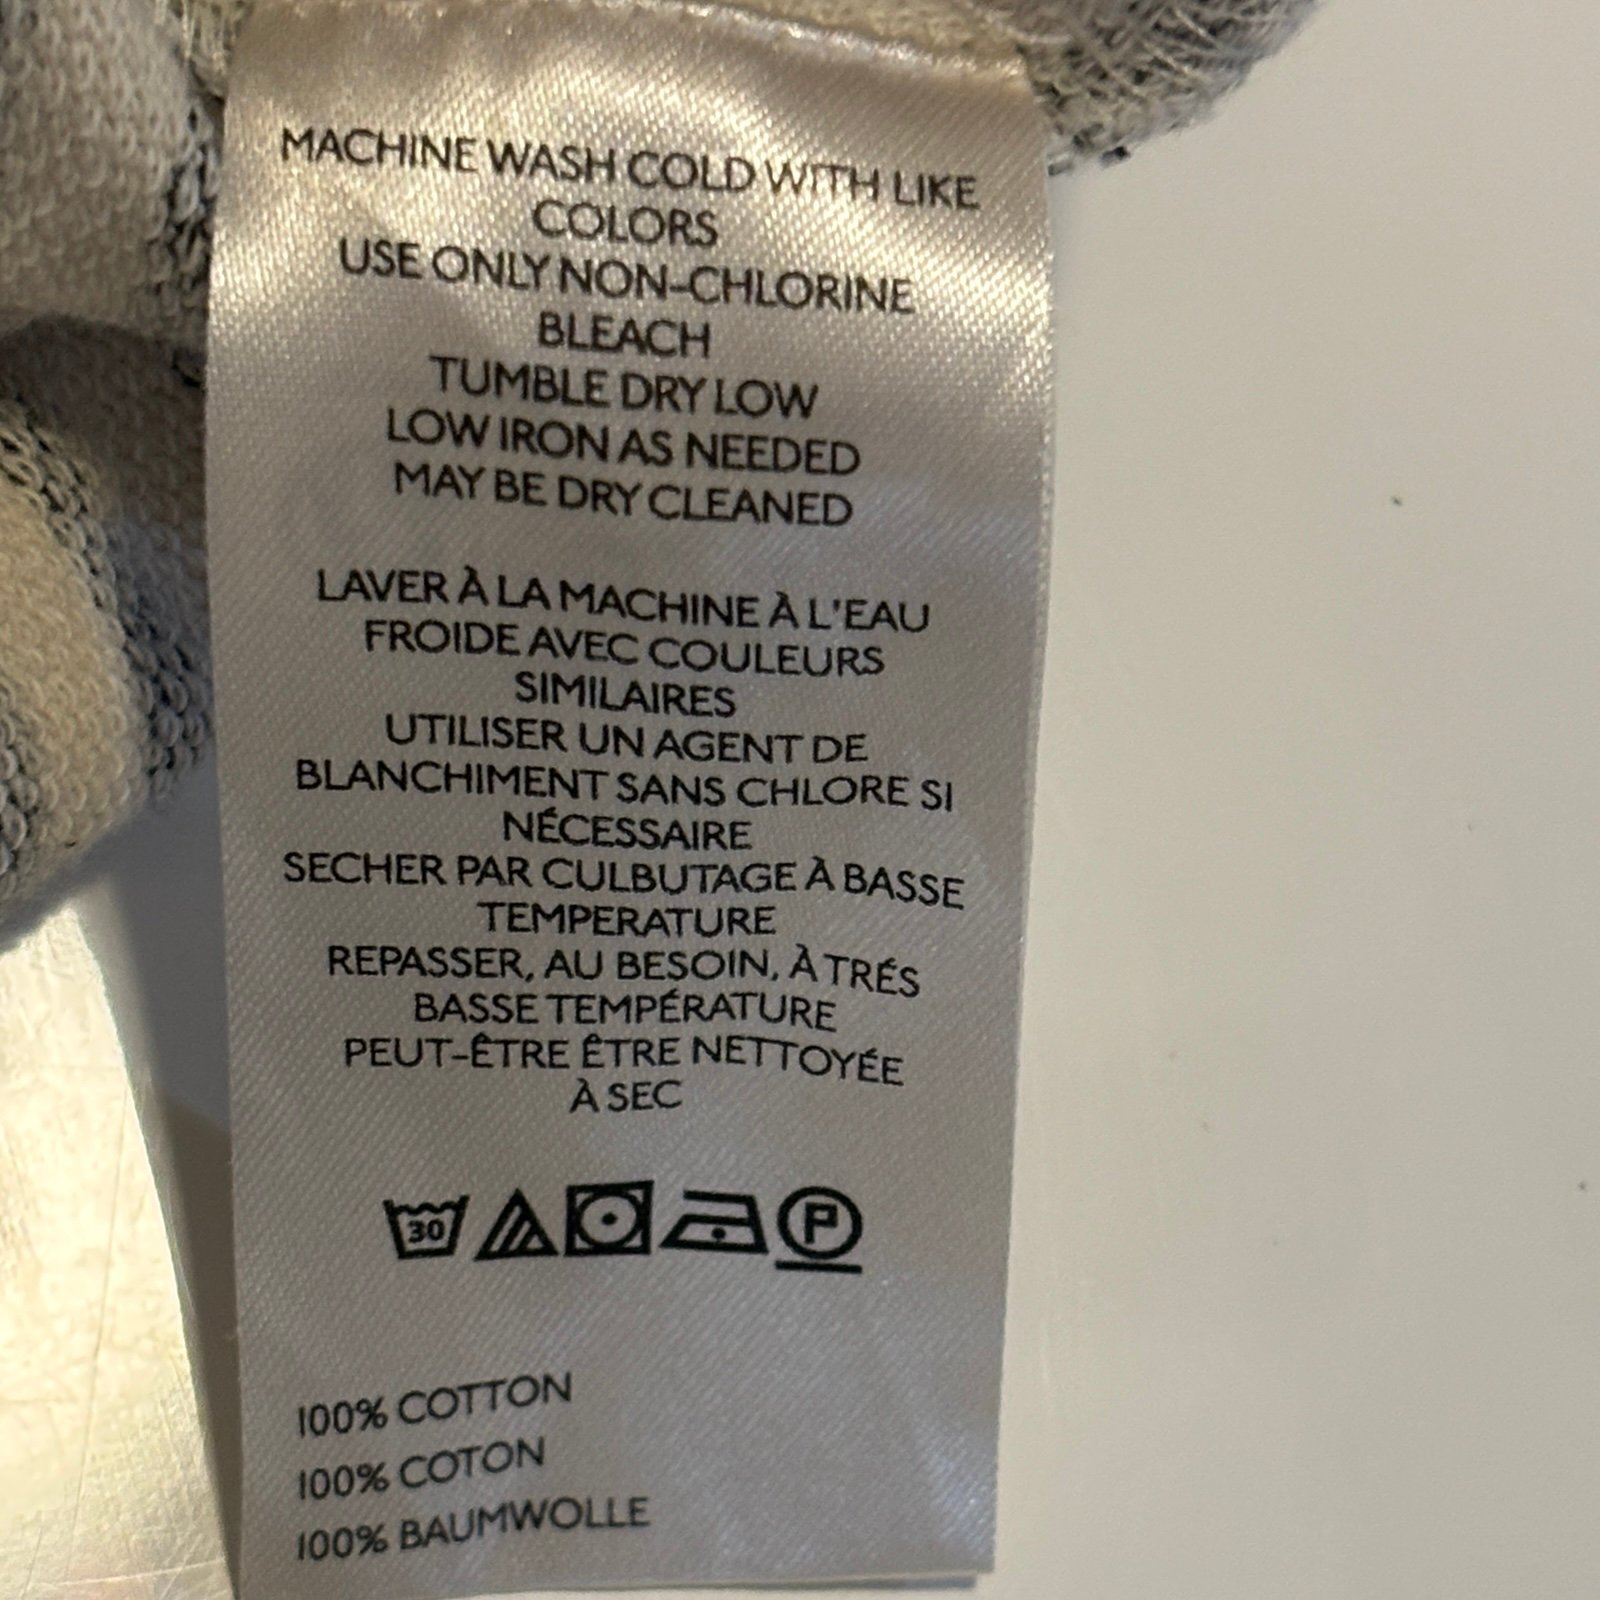 MACHINE WASH COLD WITH LIKE
COLORS
USE ONLY NON-CHLORINE
BLEACH
TUMBLE DRY LOW
LOW IRON AS NEEDED
MAY BE DRY CLEANED
LAVER À LA MACHINE À L'EAU
FROIDE AVEC COULEURS
SIMILAIRES
UTILISER UN AGENT DE
BLANCHIMENT SANS CHLORE SI
NÉCESSAIRE
SECHER PAR CULBUTAGE À BASSE
TEMPERATURE
REPASSER, AU BESOIN, À TRÉS
BASSE TEMPÉRATURE
PEUT-ÊTRE ÊTRE NETTOYÉE
À SEC
30 P
100% COTTON
100% COTON
100% BAUMWOLLE